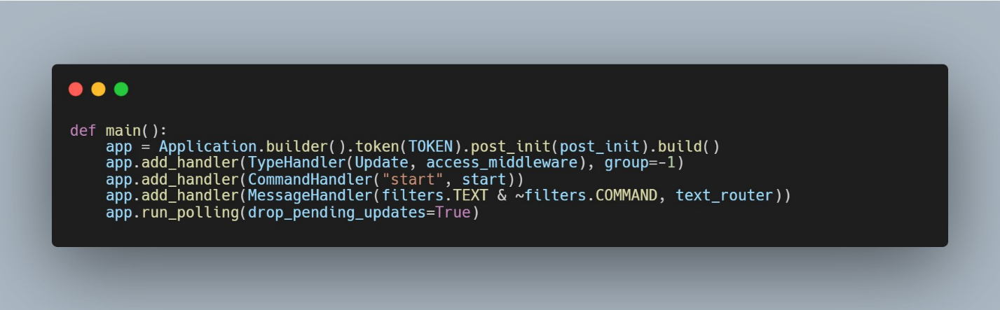 def main():
    app = Application.builder().token(TOKEN).post_init(post_init).build()
    app.add_handler(TypeHandler(Update, access_middleware), group=-1)
    app.add_handler(CommandHandler("start", start))
    app.add_handler(MessageHandler(filters.TEXT & ~filters.COMMAND, text_router))
    app.run_polling(drop_pending_updates=True)